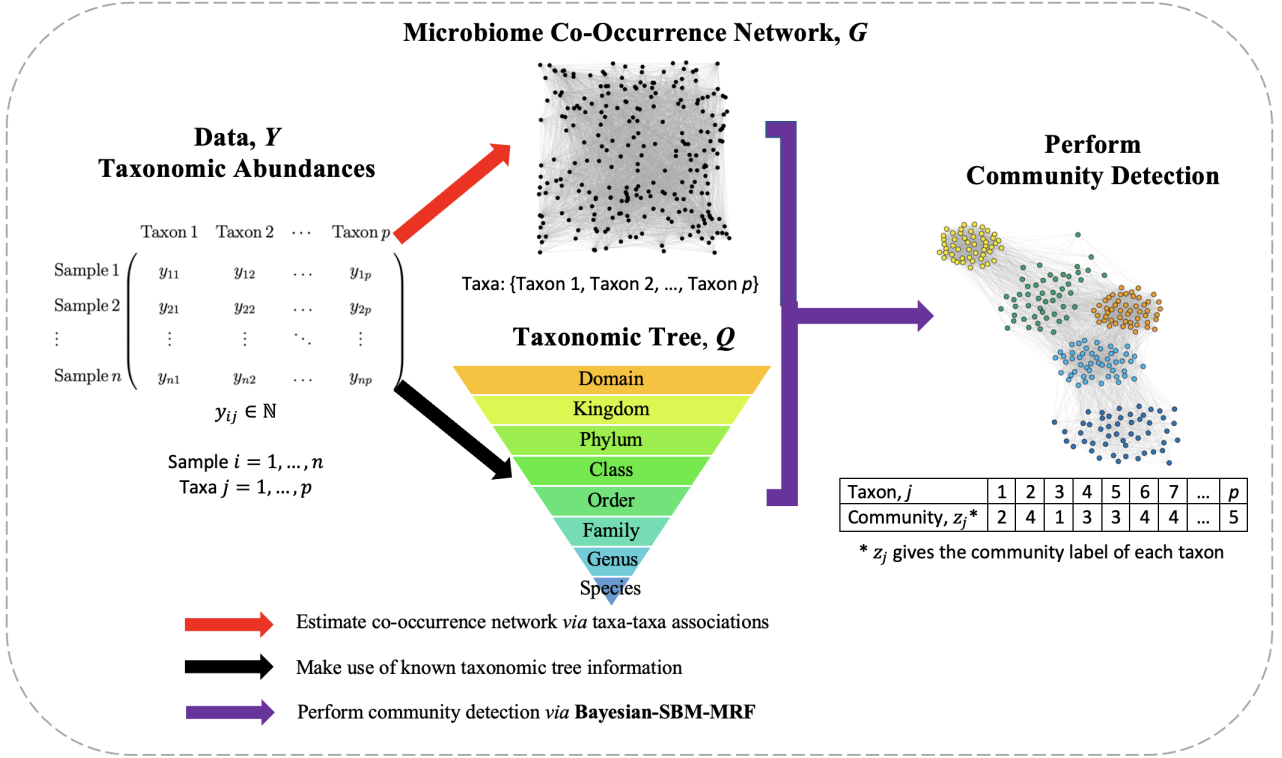 Microbiome Co-Occurrence Network, G
Data, Y
Taxonomic Abundances
Taxon 1 Taxon 2 ⋯ Taxon p
Sample 1 y₁₁ y₁₂ … y₁ₚ
Sample 2 y₂₁ y₂₂ … y₂ₚ
⋮ ⋮ ⋮ ⋱ ⋮
Sample n yₙ₁ yₙ₂ … yₙₚ
yᵢⱼ ∈ ℕ
Sample i = 1, …, n
Taxa j = 1, …, p
Taxa: {Taxon 1, Taxon 2, …, Taxon p}
Taxonomic Tree, Q
Domain
Kingdom
Phylum
Class
Order
Family
Genus
Species
Perform
Community Detection
Taxon, j 1 2 3 4 5 6 7 … p
Community, zⱼ* 2 4 1 3 3 4 4 … 5
* zⱼ gives the community label of each taxon
Estimate co-occurrence network via taxa-taxa associations
Make use of known taxonomic tree information
Perform community detection via Bayesian-SBM-MRF